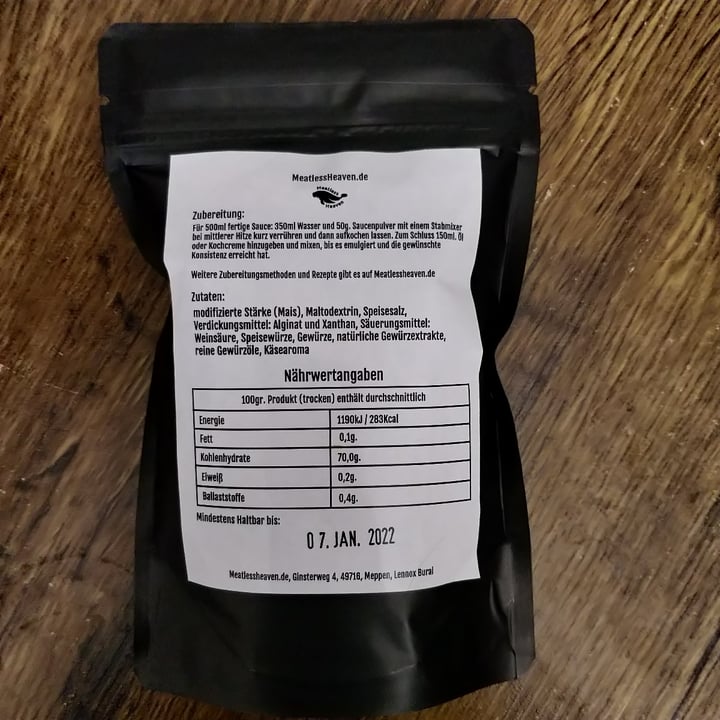 MeatlessHeaven.de
Meatless
Heaven
Zubereitung:
Für 500ml fertige Sauce: 350ml Wasser und 50g. Saucenpulver mit einem Stabmixer
bei mittlerer Hitze kurz verrühren und dann aufkochen lassen. Zum Schluss 150ml. Öl
oder Kochcreme hinzugeben und mixen, bis es emulgiert und die gewünschte
Konsistenz erreicht hat.
Weitere Zubereitungsmethoden und Rezepte gibt es auf Meatlessheaven.de
Zutaten:
modifizierte Stärke (Mais), Maltodextrin, Speisesalz,
Verdickungsmittel: Alginat und Xanthan, Säuerungsmittel:
Weinsäure, Speisewürze, Gewürze, natürliche Gewürzextrakte,
reine Gewürzöle, Käsearoma
Nährwertangaben
100gr. Produkt (trocken) enthält durchschnittlich
Energie 1190kJ / 283Kcal
Fett 0,1g.
Kohlenhydrate 70,0g.
Eiweiß 0,2g.
Ballaststoffe 0,4g.
Mindestens Haltbar bis:
07. JAN. 2022
Meatlessheaven.de, Ginsterweg 4, 49716, Meppen, Lennox Bural